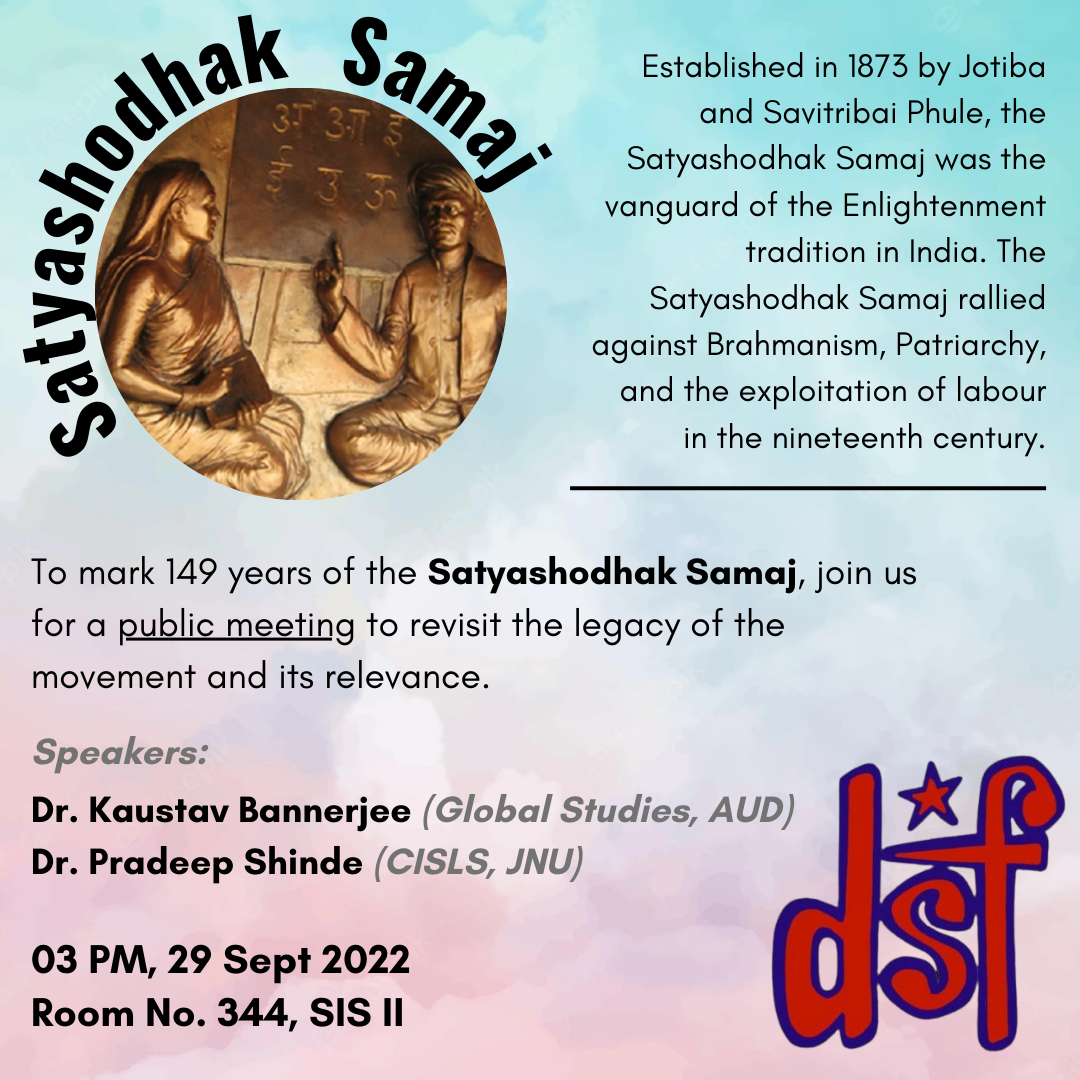 Satyashodhak Samaj
अ आ इ
ई उ ऊ
Established in 1873 by Jotiba
and Savitribai Phule, the
Satyashodhak Samaj was the
vanguard of the Enlightenment
tradition in India. The
Satyashodhak Samaj rallied
against Brahmanism, Patriarchy,
and the exploitation of labour
in the nineteenth century.
To mark 149 years of the Satyashodhak Samaj, join us
for a public meeting to revisit the legacy of the
movement and its relevance.
Speakers:
Dr. Kaustav Bannerjee (Global Studies, AUD)
Dr. Pradeep Shinde (CISLS, JNU)
03 PM, 29 Sept 2022
Room No. 344, SIS II
dsf